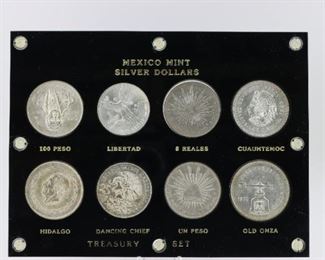 MEXICO MINT
SILVER DOLLARS
100 PESO LIBERTAD 8 REALES CUAUHTEMOC
HIDALGO DANCING CHIEF UN PESO OLD ONZA
TREASURY SET